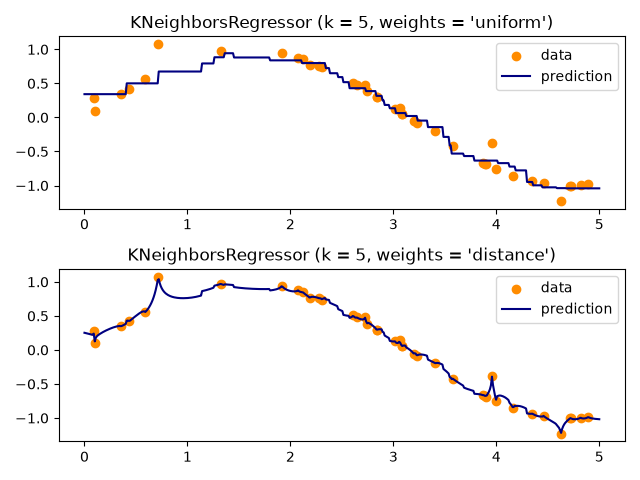 KNeighborsRegressor (k = 5, weights = 'uniform')
1.0
0.5
0.0
−0.5
−1.0
data
prediction
0 1 2 3 4 5
KNeighborsRegressor (k = 5, weights = 'distance')
1.0
0.5
0.0
−0.5
−1.0
data
prediction
0 1 2 3 4 5